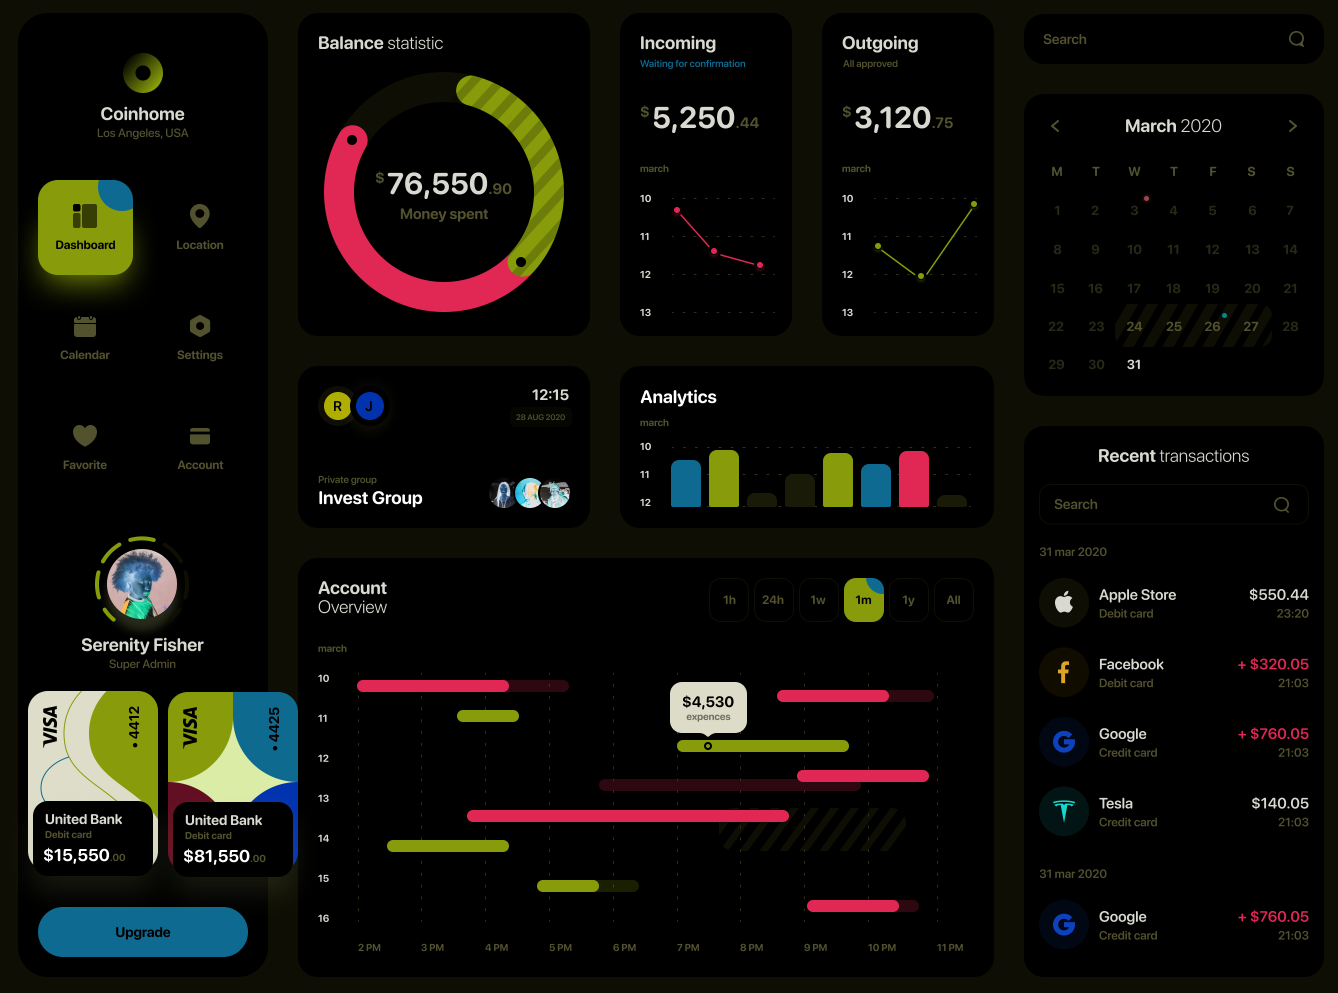 Coinhome
Los Angeles, USA
Dashboard
Location
Calendar
Settings
Favorite
Account
Serenity Fisher
Super Admin
VISA
• 4412
United Bank
Debit card
$15,550.00
VISA
• 4425
United Bank
Debit card
$81,550.00
Upgrade
Balance statistic
$76,550.90
Money spent
Incoming
Waiting for confirmation
$5,250.44
march
10
11
12
13
Outgoing
All approved
$3,120.75
march
10
11
12
13
R J
12:15
28 AUG 2020
Private group
Invest Group
Analytics
march
10
11
12
Account
Overview
1h 24h 1w 1m 1y All
march
10
11
12
13
14
15
16
$4,530
expences
2 PM 3 PM 4 PM 5 PM 6 PM 7 PM 8 PM 9 PM 10 PM 11 PM
Search
March 2020
M T W T F S S
1 2 3 4 5 6 7
8 9 10 11 12 13 14
15 16 17 18 19 20 21
22 23 24 25 26 27 28
29 30 31
Recent transactions
Search
31 mar 2020
Apple Store $550.44
Debit card 23:20
Facebook + $320.05
Debit card 21:03
Google + $760.05
Credit card 21:03
Tesla $140.05
Credit card 21:03
31 mar 2020
Google + $760.05
Credit card 21:03